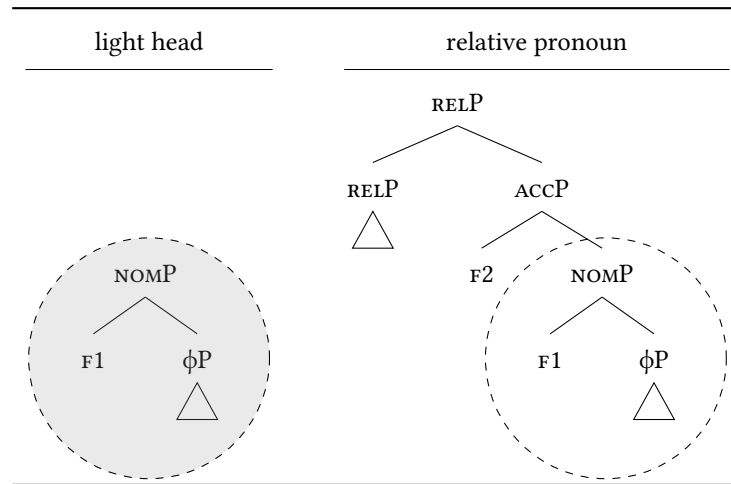 light head relative pronoun
RELP
RELP ACCP
NOMP F2 NOMP
F1 ϕP F1 ϕP